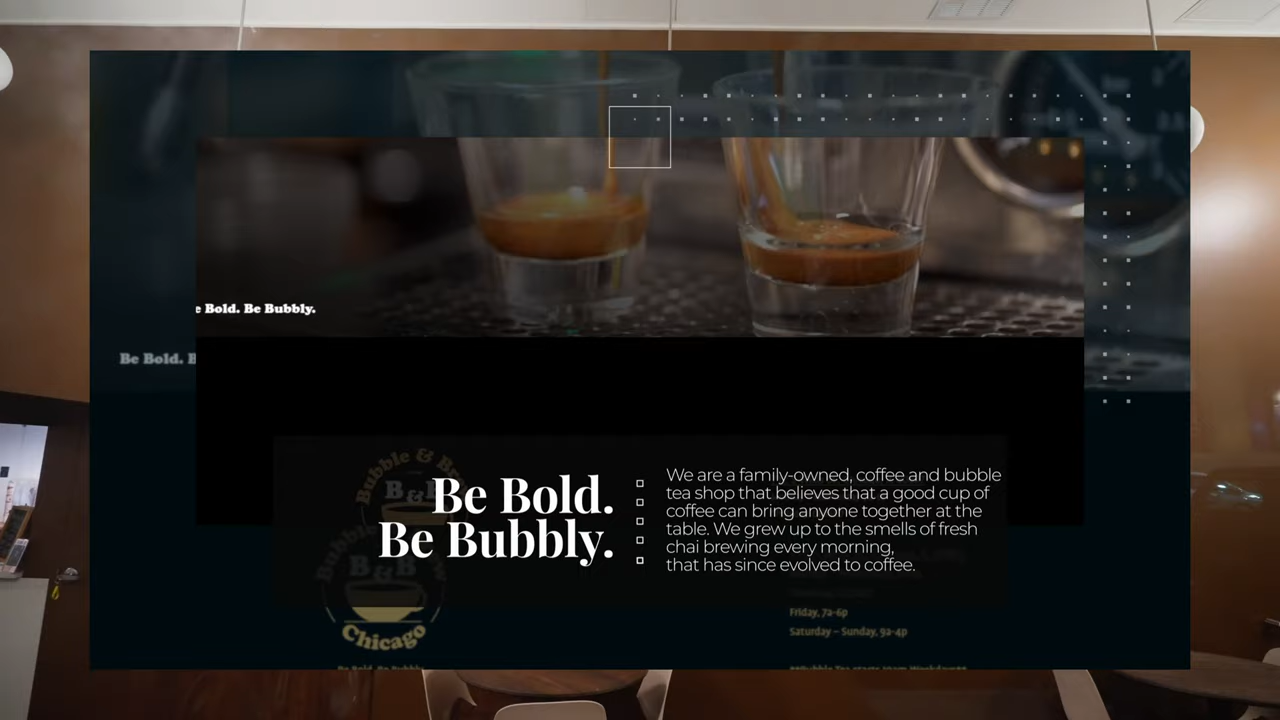 e Bold. Be Bubbly.
Be Bold. B
Bubble & Br
B&B
Be Bold.
Be Bubbly.
We are a family-owned, coffee and bubble
tea shop that believes that a good cup of
coffee can bring anyone together at the
table. We grew up to the smells of fresh
chai brewing every morning,
that has since evolved to coffee.
B&B
Chicago
Friday, 7a-6p
Saturday – Sunday, 9a-4p